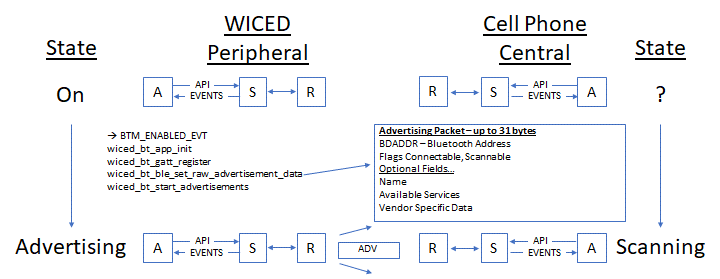 State
WICED
Peripheral
Cell Phone
Central
State
On
A
API
EVENTS
S
R
R
S
API
EVENTS
A
?
→ BTM_ENABLED_EVT
wiced_bt_app_init
wiced_bt_gatt_register
wiced_bt_ble_set_raw_advertisement_data
wiced_bt_start_advertisements
Advertising Packet – up to 31 bytes
BDADDR – Bluetooth Address
Flags Connectable, Scannable
Optional Fields...
Name
Available Services
Vendor Specific Data
Advertising
A
API
EVENTS
S
R
ADV
R
S
API
EVENTS
A
Scanning